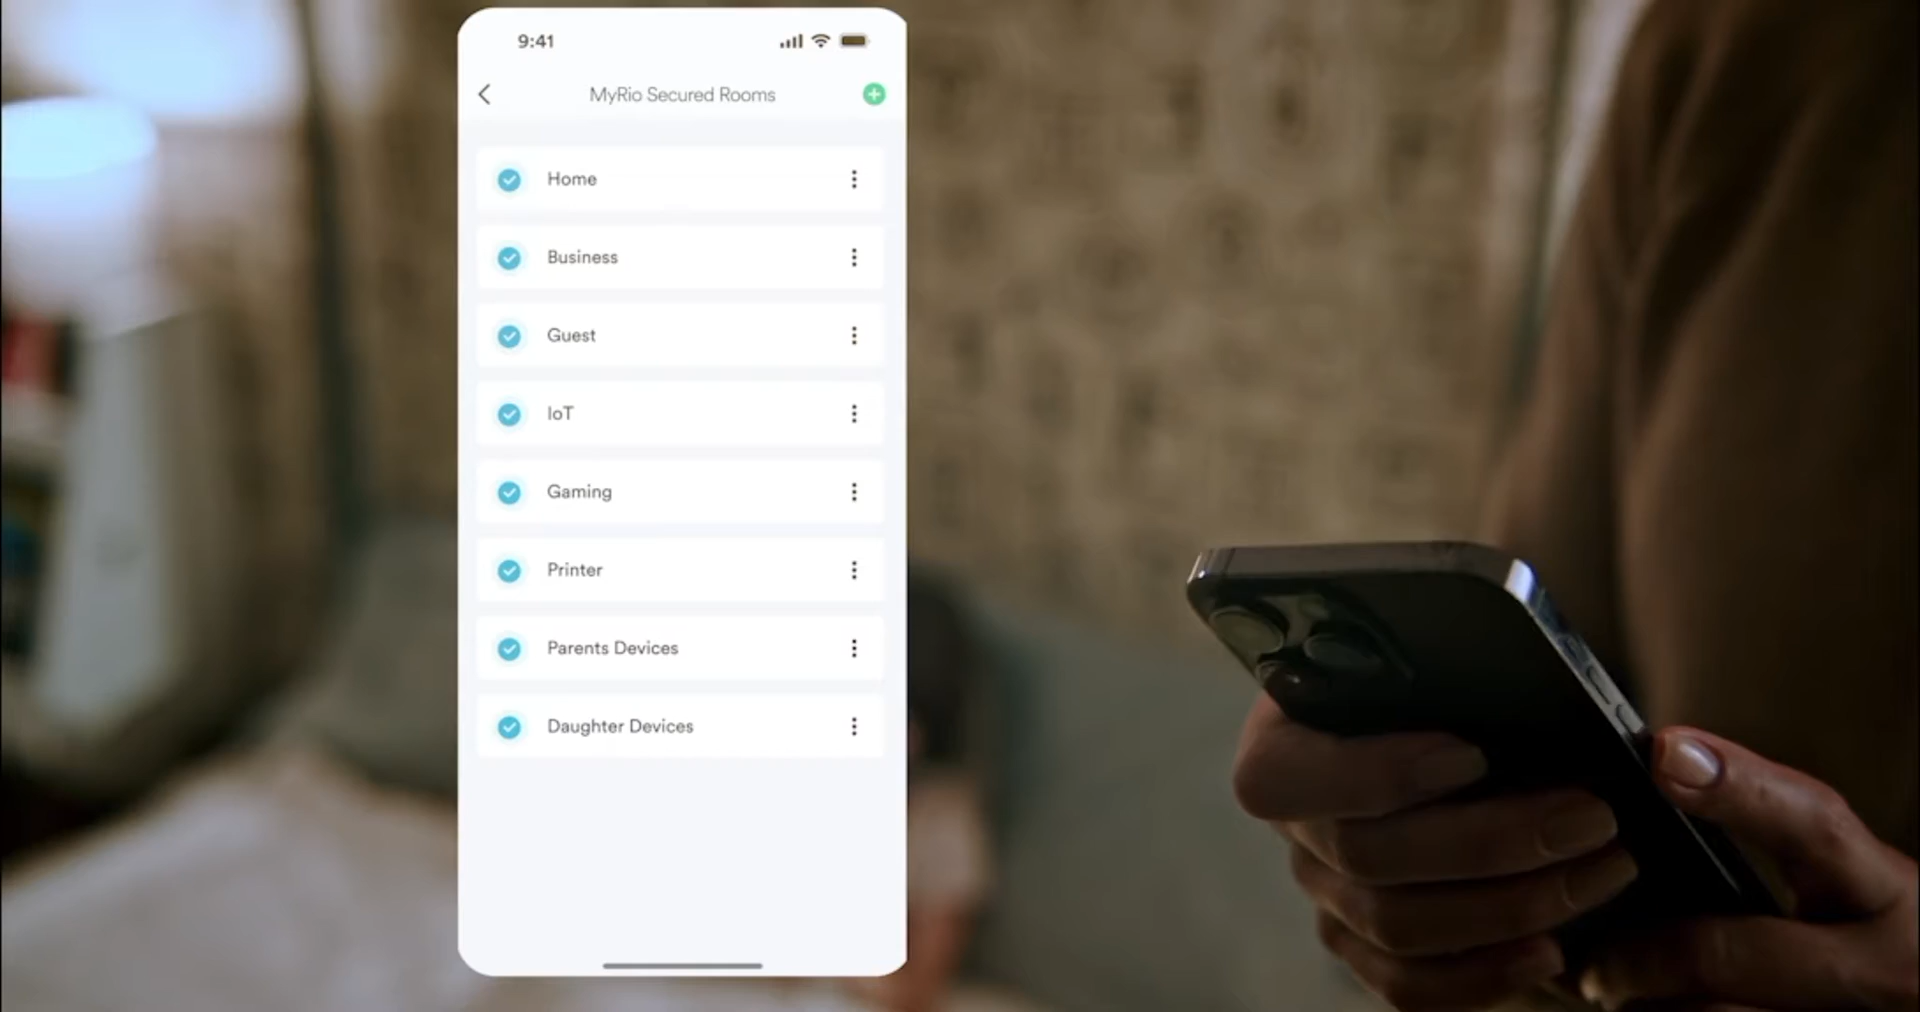 9:41
MyRio Secured Rooms
Home
Business
Guest
IoT
Gaming
Printer
Parents Devices
Daughter Devices